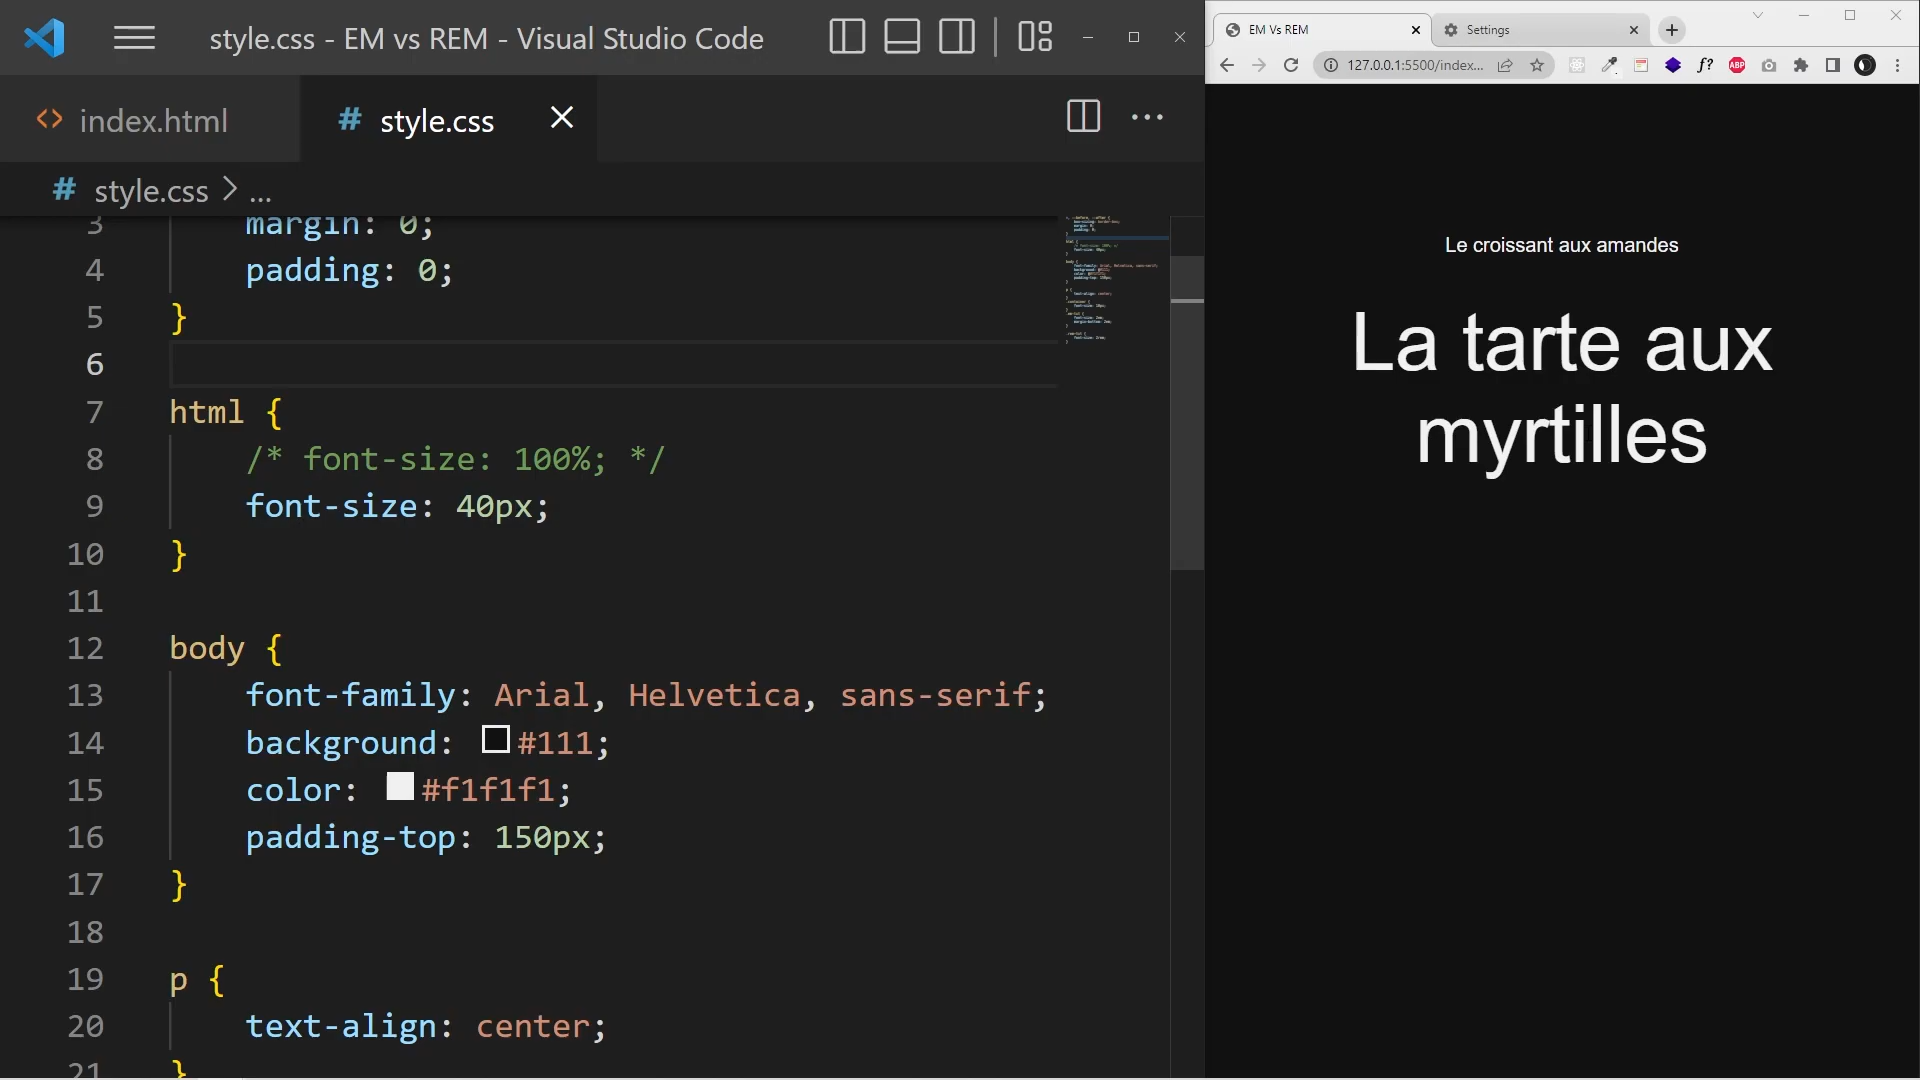 style.css - EM vs REM - Visual Studio Code
index.html
# style.css
# style.css > ...
3 margin: 0;
4 padding: 0;
5 }
6
7 html {
8 /* font-size: 100%; */
9 font-size: 40px;
10 }
11
12 body {
13 font-family: Arial, Helvetica, sans-serif;
14 background: #111;
15 color: #f1f1f1;
16 padding-top: 150px;
17 }
18
19 p {
20 text-align: center;
21 }
EM Vs REM
Settings
127.0.0.1:5500/index...
f?
ABP
Le croissant aux amandes
La tarte aux
myrtilles